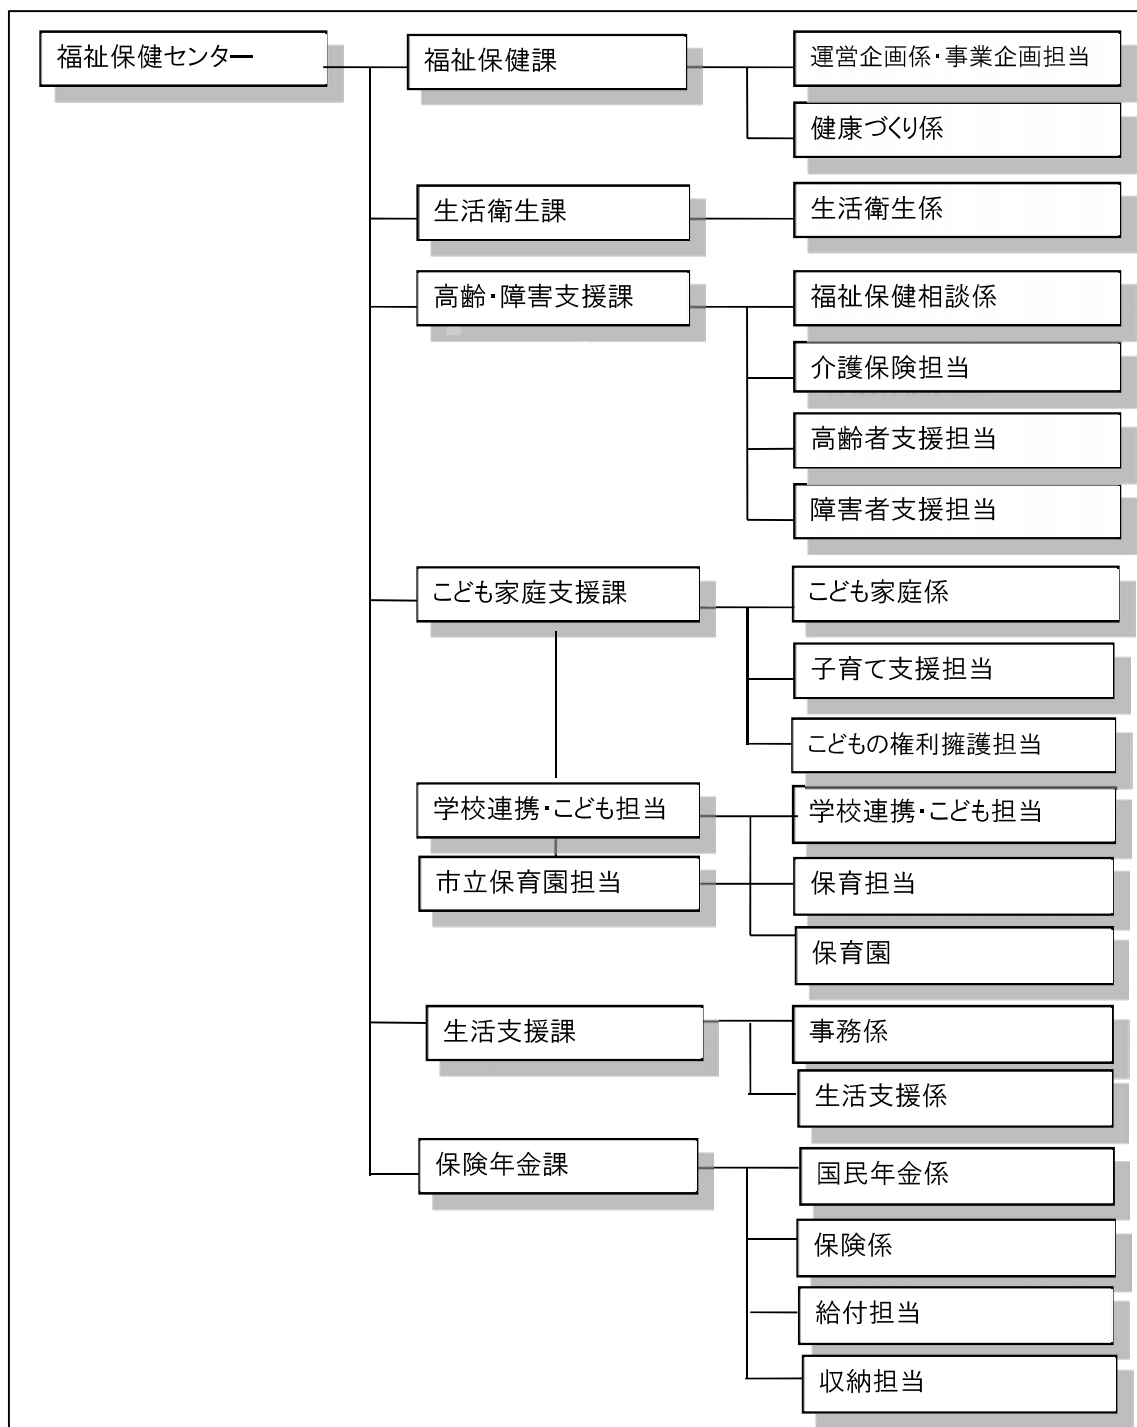 福祉保健センター
福祉保健課
運営企画係・事業企画担当
健康づくり係
生活衛生課
生活衛生係
高齢・障害支援課
福祉保健相談係
介護保険担当
高齢者支援担当
障害者支援担当
こども家庭支援課
こども家庭係
子育て支援担当
こどもの権利擁護担当
学校連携・こども担当
学校連携・こども担当
市立保育園担当
保育担当
保育園
生活支援課
事務係
生活支援係
保険年金課
国民年金係
保険係
給付担当
収納担当